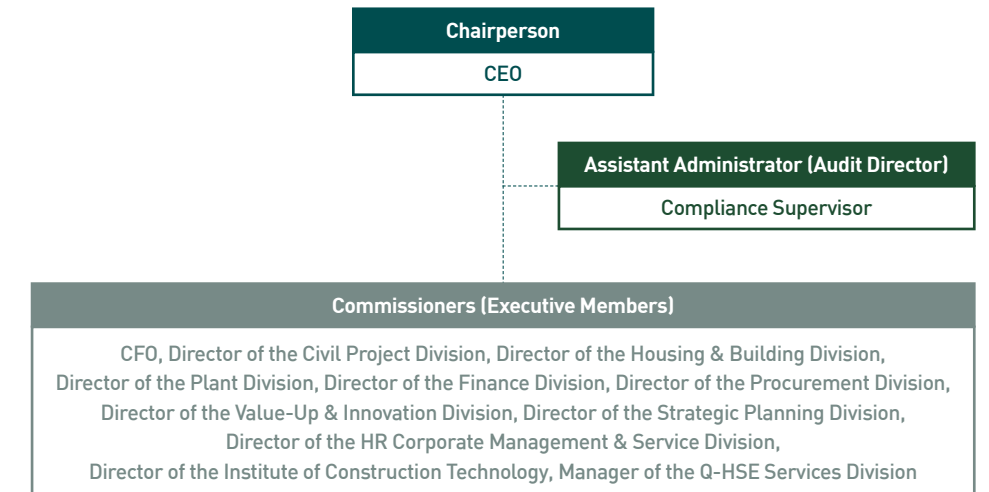 Chairperson
CEO
Assistant Administrator (Audit Director)
Compliance Supervisor
Commissioners (Executive Members)
CFO, Director of the Civil Project Division, Director of the Housing & Building Division,
Director of the Plant Division, Director of the Finance Division, Director of the Procurement Division,
Director of the Value-Up & Innovation Division, Director of the Strategic Planning Division,
Director of the HR Corporate Management & Service Division,
Director of the Institute of Construction Technology, Manager of the Q-HSE Services Division